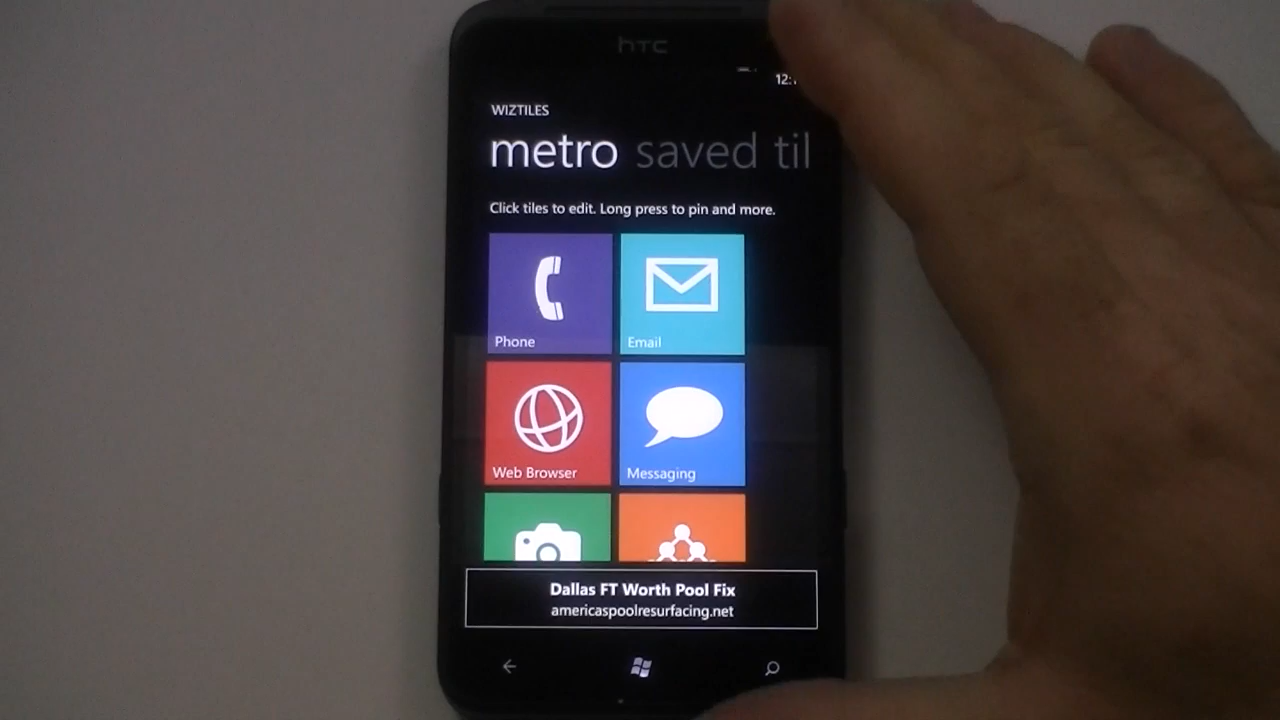 hTC
12:
WIZTILES
metro saved til
Click tiles to edit. Long press to pin and more.
Phone
Email
Web Browser
Messaging
Dallas FT Worth Pool Fix
americaspoolresurfacing.net